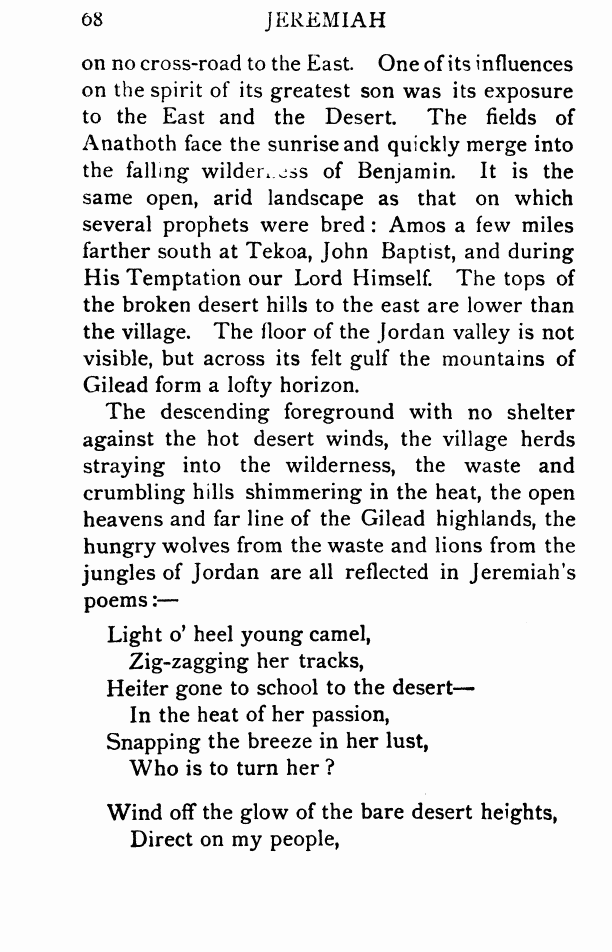 68 JEREMIAH
on no cross-road to the East. One of its influences
on the spirit of its greatest son was its exposure
to the East and the Desert. The fields of
Anathoth face the sunrise and quickly merge into
the falling wilderness of Benjamin. It is the
same open, arid landscape as that on which
several prophets were bred : Amos a few miles
farther south at Tekoa, John Baptist, and during
His Temptation our Lord Himself. The tops of
the broken desert hills to the east are lower than
the village. The floor of the Jordan valley is not
visible, but across its felt gulf the mountains of
Gilead form a lofty horizon.
The descending foreground with no shelter
against the hot desert winds, the village herds
straying into the wilderness, the waste and
crumbling hills shimmering in the heat, the open
heavens and far line of the Gilead highlands, the
hungry wolves from the waste and lions from the
jungles of Jordan are all reflected in Jeremiah's
poems :—
Light o' heel young camel,
Zig-zagging her tracks,
Heifer gone to school to the desert—
In the heat of her passion,
Snapping the breeze in her lust,
Who is to turn her ?
Wind off the glow of the bare desert heights,
Direct on my people,